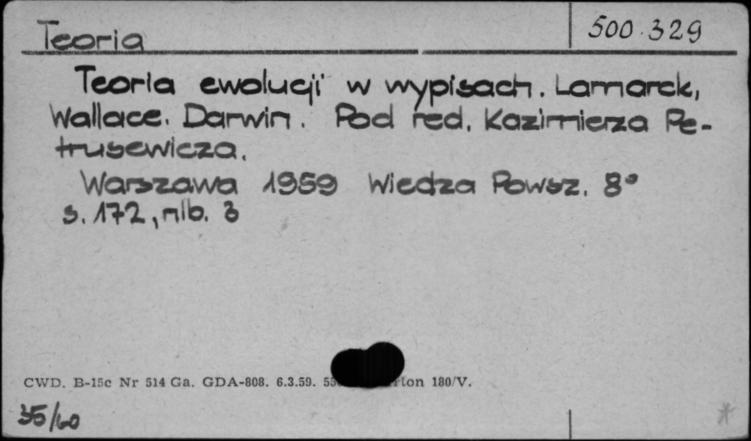 Teoria
500.329
Teoria ewolucji w wypisach. Lamarck,
Wallace. Darwin. Pod red. Kazimierza Pe-
trusewicza.
Warszawa 1959 Wiedza Powsz. 8°
s. 172, nlb. 3
CWD. B-15c Nr 514 Ga. GDA-808. 6.3.59. 180/V.
35/60